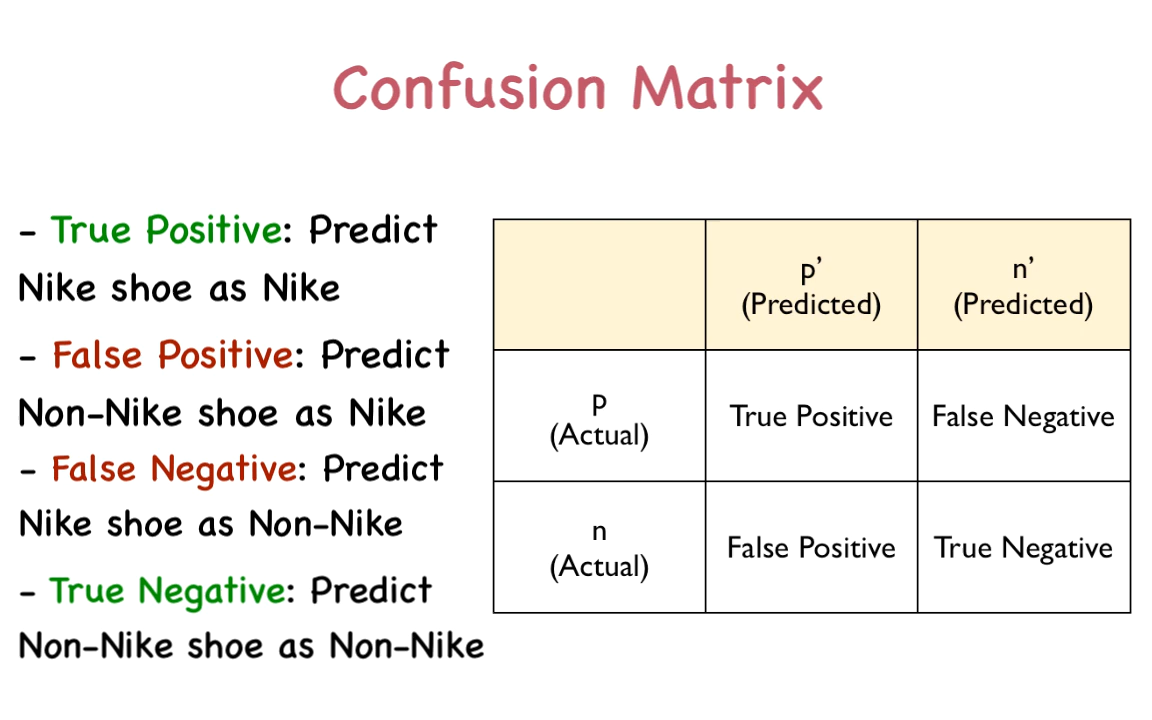 Confusion Matrix
- True Positive: Predict
Nike shoe as Nike
- False Positive: Predict
Non-Nike shoe as Nike
- False Negative: Predict
Nike shoe as Non-Nike
- True Negative: Predict
Non-Nike shoe as Non-Nike
p’
(Predicted)
n’
(Predicted)
p
(Actual)
True Positive
False Negative
n
(Actual)
False Positive
True Negative